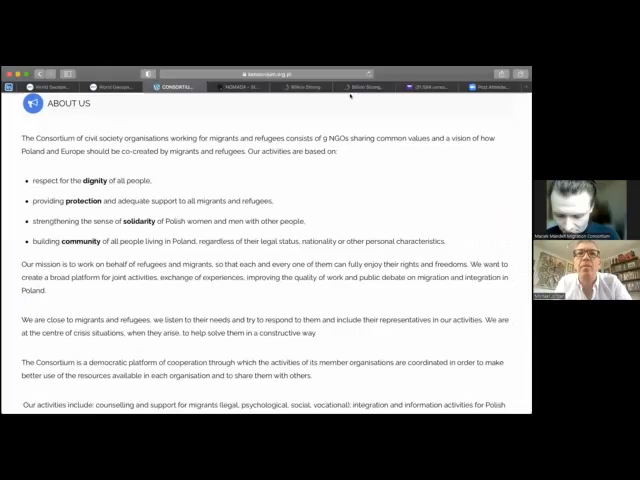 konsorcjum.org.pl
CONSORTIU...
NOMADA - St...
Billion Strong
Billion Strong...
ABOUT US
The Consortium of civil society organisations working for migrants and refugees consists of 9 NGOs sharing common values and a vision of how
Poland and Europe should be co-created by migrants and refugees. Our activities are based on:
respect for the dignity of all people,
providing protection and adequate support to all migrants and refugees,
strengthening the sense of solidarity of Polish women and men with other people,
building community of all people living in Poland, regardless of their legal status, nationality or other personal characteristics.
Our mission is to work on behalf of refugees and migrants, so that each and every one of them can fully enjoy their rights and freedoms. We want to
create a broad platform for joint activities, exchange of experiences, improving the quality of work and public debate on migration and integration in
Poland.
We are close to migrants and refugees, we listen to their needs and try to respond to them and include their representatives in our activities. We are
at the centre of crisis situations, when they arise, to help solve them in a constructive way.
The Consortium is a democratic platform of cooperation through which the activities of its member organisations are coordinated in order to make
better use of the resources available in each organisation and to share them with others.
Our activities include: counselling and support for migrants (legal, psychological, social, vocational); integration and information activities for Polish
Migration Consortium